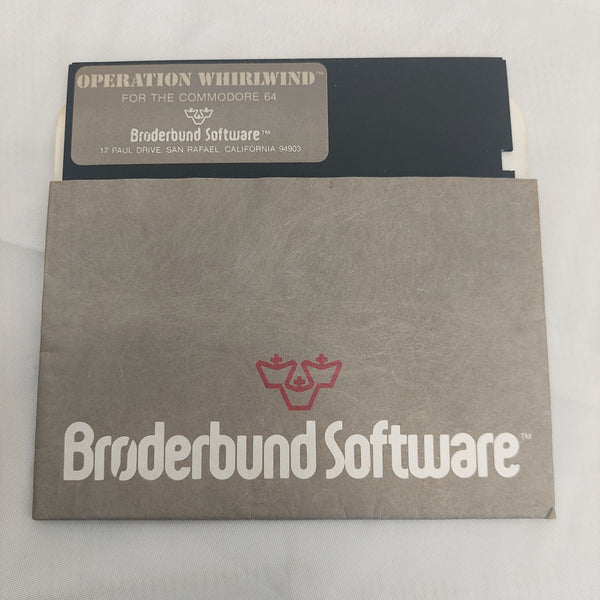 OPERATION WHIRLWIND™
FOR THE COMMODORE 64
Brøderbund Software™
17 PAUL DRIVE, SAN RAFAEL, CALIFORNIA 94903
Brøderbund Software™